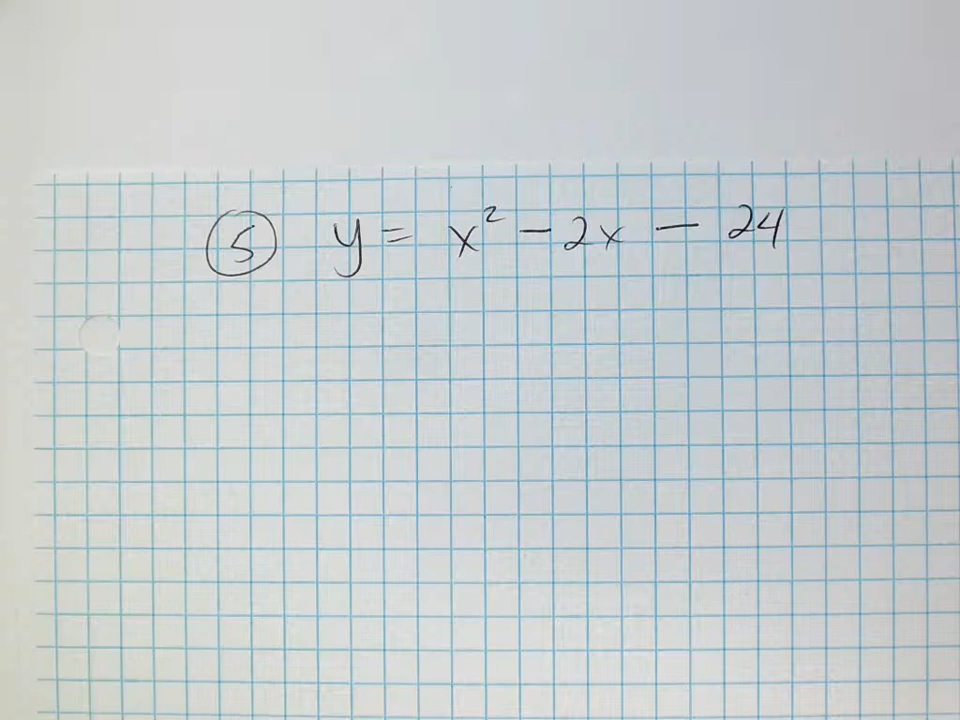 ⑤ y = x² - 2x - 24